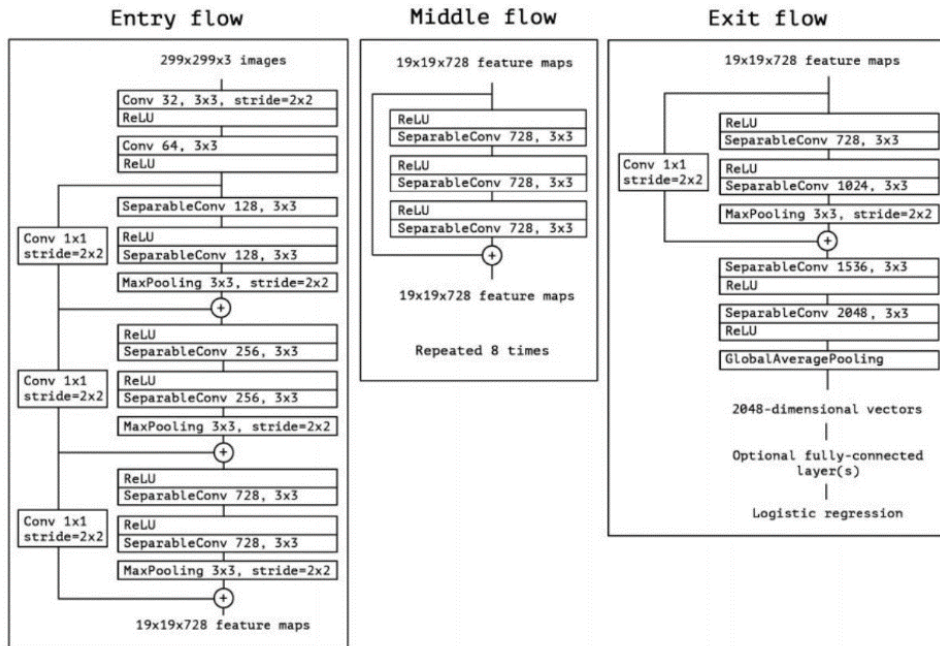 Entry flow
299x299x3 images
Conv 32, 3x3, stride=2x2
ReLU
Conv 64, 3x3
ReLU
SeparableConv 128, 3x3
Conv 1x1
stride=2x2
ReLU
SeparableConv 128, 3x3
MaxPooling 3x3, stride=2x2
+
ReLU
SeparableConv 256, 3x3
Conv 1x1
stride=2x2
ReLU
SeparableConv 256, 3x3
MaxPooling 3x3, stride=2x2
+
ReLU
SeparableConv 728, 3x3
Conv 1x1
stride=2x2
ReLU
SeparableConv 728, 3x3
MaxPooling 3x3, stride=2x2
+
19x19x728 feature maps
Middle flow
19x19x728 feature maps
ReLU
SeparableConv 728, 3x3
ReLU
SeparableConv 728, 3x3
ReLU
SeparableConv 728, 3x3
+
19x19x728 feature maps
Repeated 8 times
Exit flow
19x19x728 feature maps
ReLU
SeparableConv 728, 3x3
Conv 1x1
stride=2x2
ReLU
SeparableConv 1024, 3x3
MaxPooling 3x3, stride=2x2
+
SeparableConv 1536, 3x3
ReLU
SeparableConv 2048, 3x3
ReLU
GlobalAveragePooling
2048-dimensional vectors
Optional fully-connected
layer(s)
Logistic regression